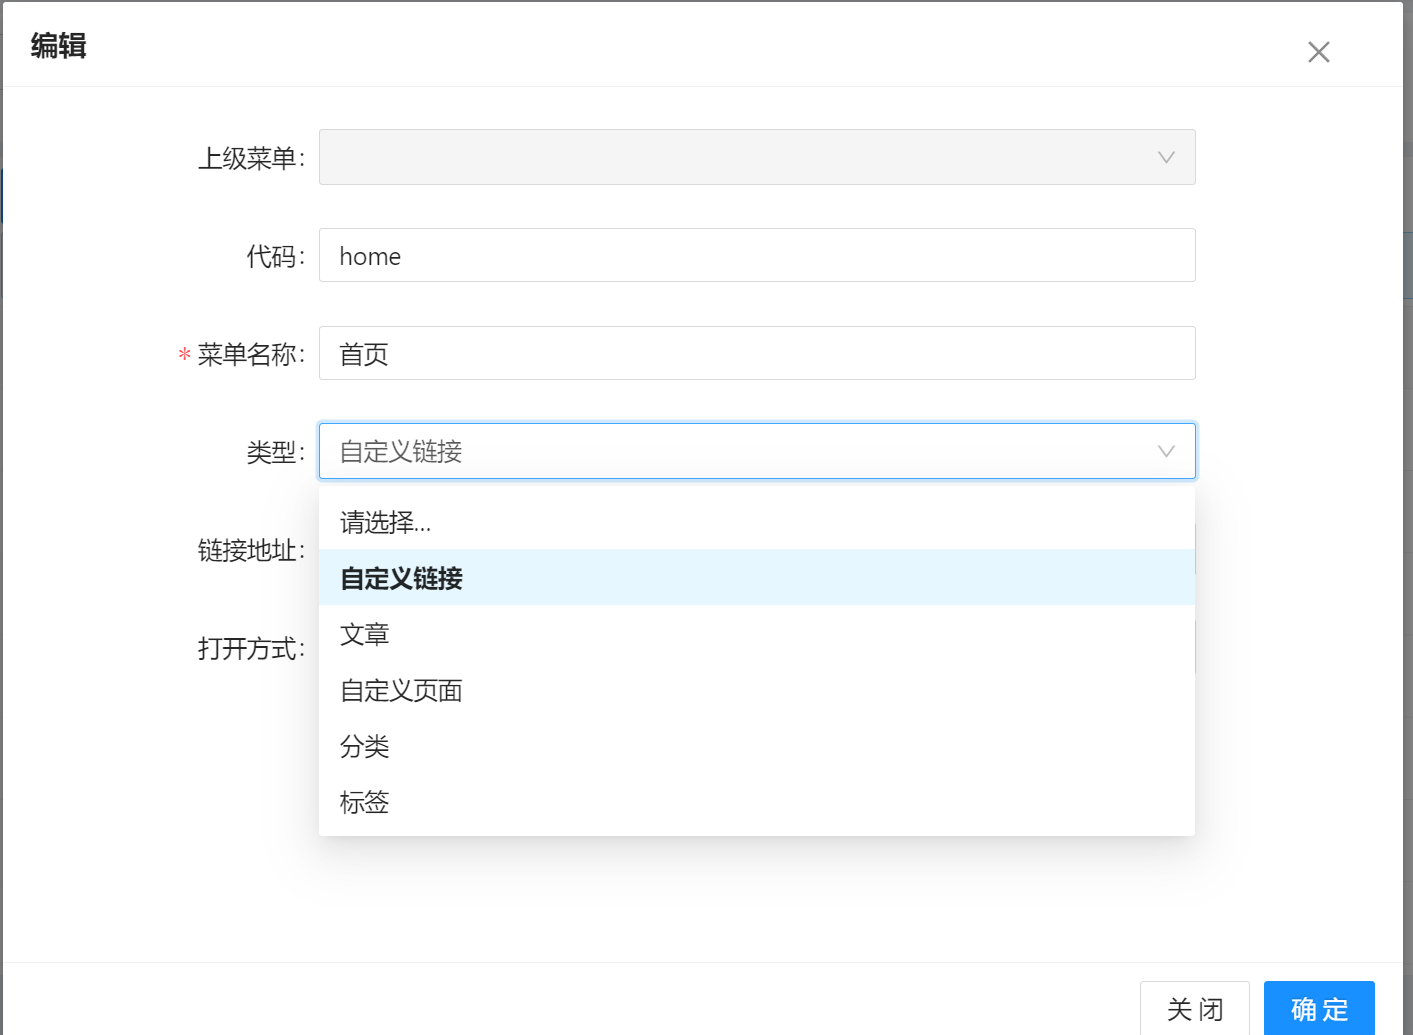 编辑
上级菜单:
代码: home
* 菜单名称: 首页
类型: 自定义链接
请选择...
链接地址:
自定义链接
文章
打开方式:
自定义页面
分类
标签
关 闭 确 定